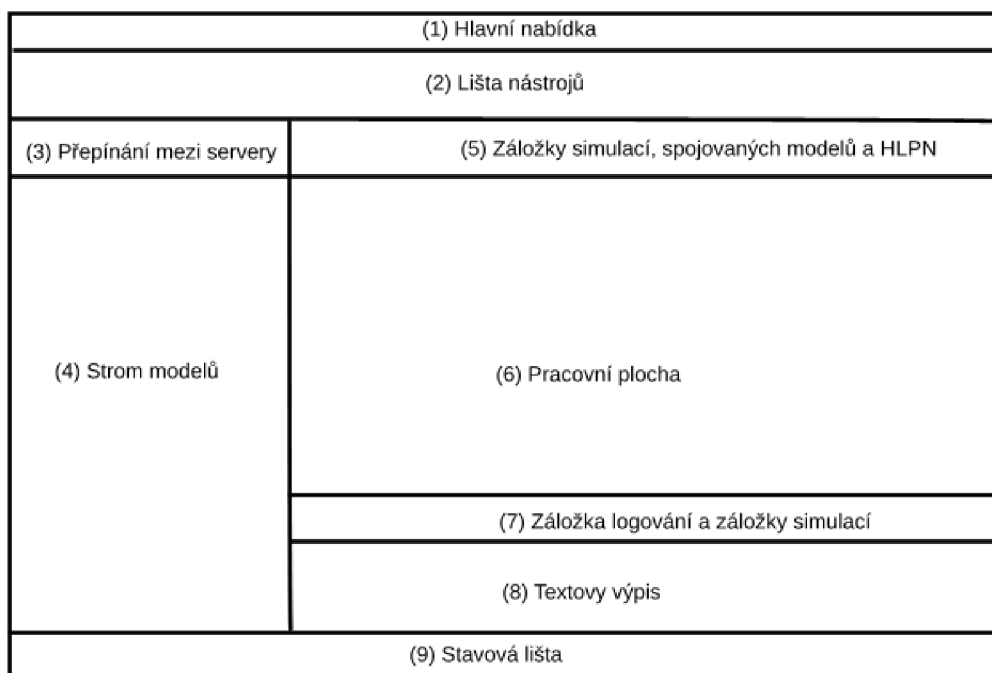 (1) Hlavní nabídka
(2) Lišta nástrojů
(3) Přepínání mezi servery
(5) Záložky simulací, spojovaných modelů a HLPN
(4) Strom modelů
(6) Pracovní plocha
(7) Záložka logování a záložky simulací
(8) Textovy výpis
(9) Stavová lišta